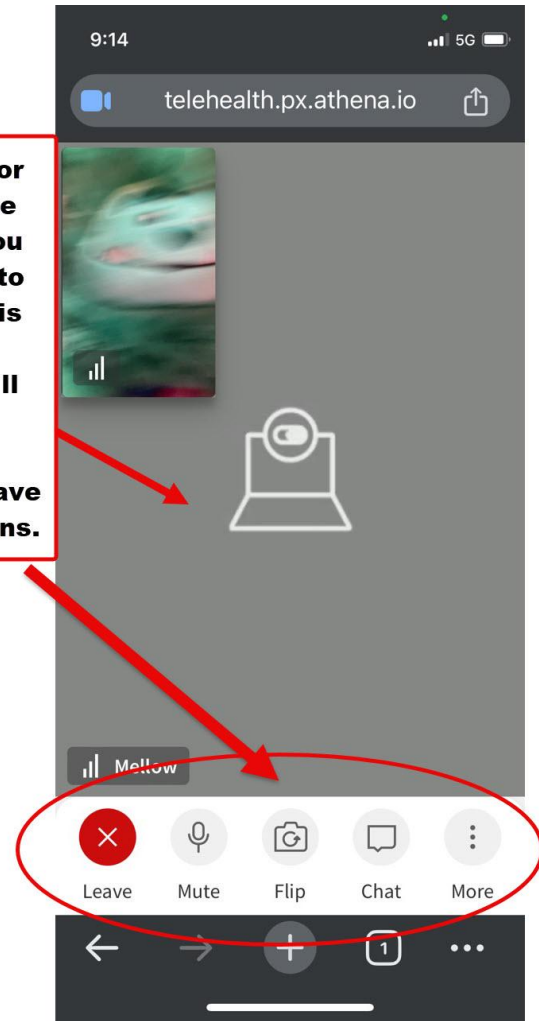 9:14
5G
telehealth.px.athena.io
or
e
ou
to
is
ll
ave
ns.
Mellow
Leave Mute Flip Chat More
1